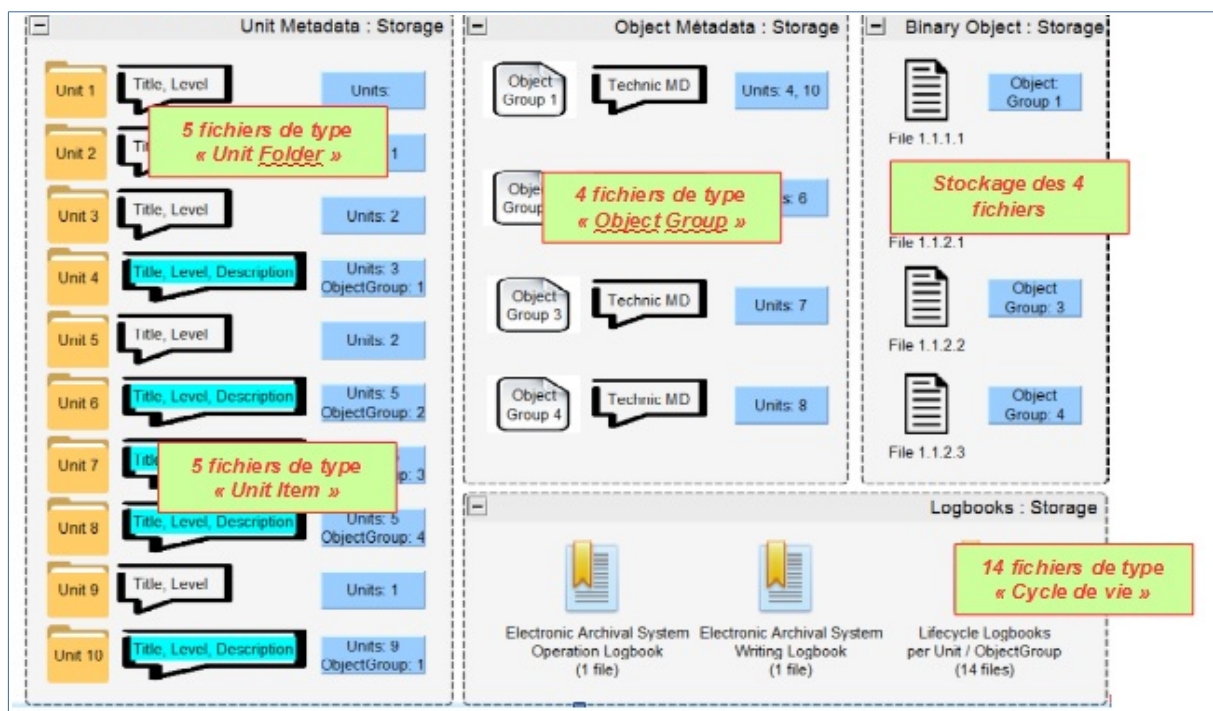 Unit Metadata : Storage
Unit 1
Title, Level
Units:
5 fichiers de type
« Unit Folder »
Unit 2
1
Unit 3
Title, Level
Units: 2
Unit 4
Title, Level, Description
Units: 3
ObjectGroup: 1
Unit 5
Title, Level
Units: 2
Unit 6
Title, Level, Description
Units: 5
ObjectGroup: 2
Unit 7
5 fichiers de type
« Unit Item »
p: 3
Unit 8
Title, Level, Description
Units: 5
ObjectGroup: 4
Unit 9
Title, Level
Units: 1
Unit 10
Title, Level, Description
Units: 9
ObjectGroup: 1
Object Metadata : Storage
Object
Group 1
Technic MD
Units: 4, 10
4 fichiers de type
« Object Group »
s: 6
Object
Group 3
Technic MD
Units: 7
Object
Group 4
Technic MD
Units: 8
Binary Object : Storage
Object:
Group 1
File 1.1.1.1
Stockage des 4
fichiers
File 1.1.2.1
Object
Group: 3
File 1.1.2.2
Object
Group: 4
File 1.1.2.3
Logbooks : Storage
14 fichiers de type
« Cycle de vie »
Electronic Archival System
Operation Logbook
(1 file)
Electronic Archival System
Writing Logbook
(1 file)
Lifecycle Logbooks
per Unit / ObjectGroup
(14 files)